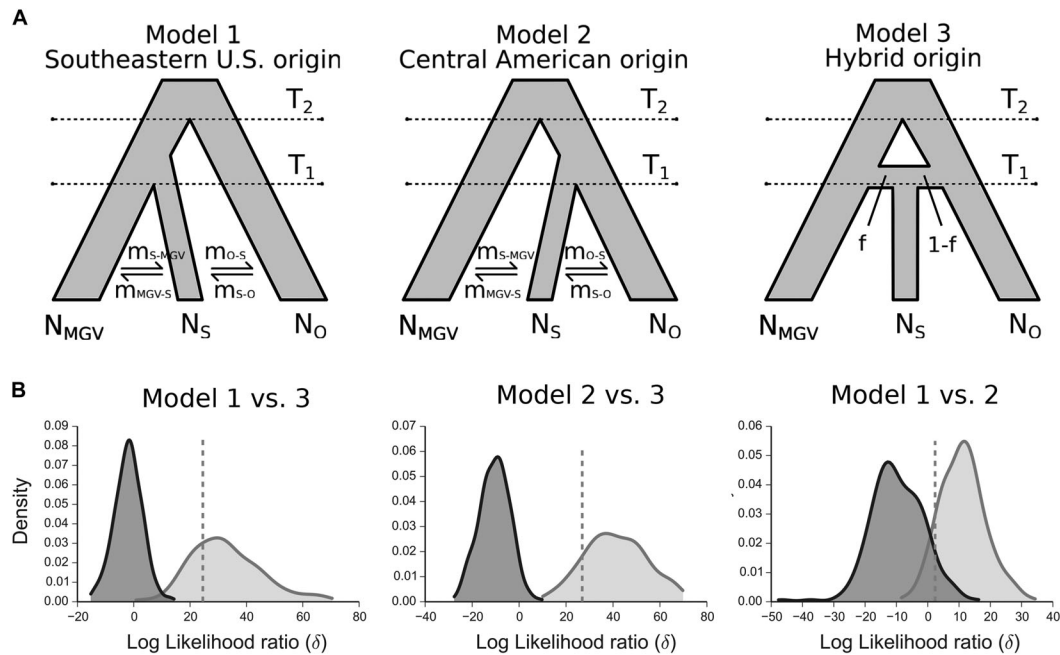 A
Model 1
Southeastern U.S. origin
T2
T1
mS-MGV
mMGV-S
mO-S
mS-O
NMGV
NS
NO
Model 2
Central American origin
T2
T1
mS-MGV
mMGV-S
mO-S
mS-O
NMGV
NS
NO
Model 3
Hybrid origin
T2
T1
f
1-f
NMGV
NS
NO
B
Model 1 vs. 3
Density
0.09
0.08
0.07
0.06
0.05
0.04
0.03
0.02
0.01
0.00
−20 0 20 40 60 80
Log Likelihood ratio (δ)
Model 2 vs. 3
0.07
0.06
0.05
0.04
0.03
0.02
0.01
0.00
−40 −20 0 20 40 60 80
Log Likelihood ratio (δ)
Model 1 vs. 2
0.06
0.05
0.04
0.03
0.02
0.01
0.00
−50 −40 −30 −20 −10 0 10 20 30 40
Log Likelihood ratio (δ)